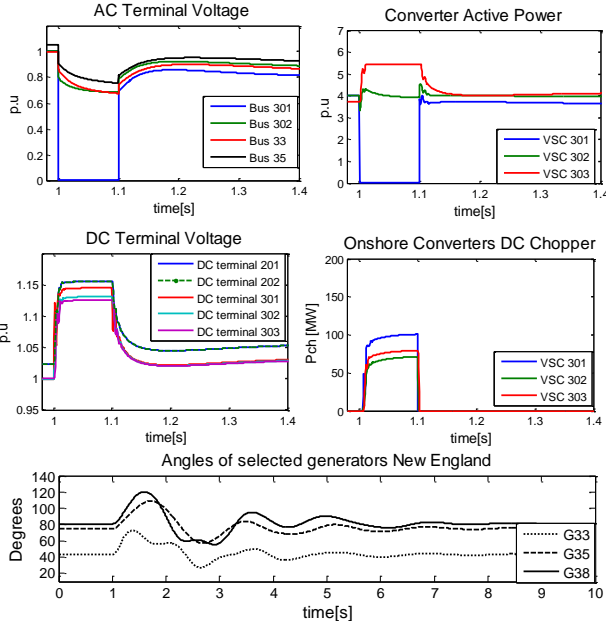 AC Terminal Voltage
p.u
1
0.8
0.6
0.4
0.2
0
1 1.1 1.2 1.3 1.4
time[s]
Bus 301
Bus 302
Bus 33
Bus 35
Converter Active Power
p.u
7
6
5
4
3
2
1
0
1 1.1 1.2 1.3 1.4
time[s]
VSC 301
VSC 302
VSC 303
DC Terminal Voltage
p.u
1.15
1.1
1.05
1
0.95
1 1.1 1.2 1.3 1.4
time[s]
DC terminal 201
DC terminal 202
DC terminal 301
DC terminal 302
DC terminal 303
Onshore Converters DC Chopper
Pch [MW]
200
150
100
50
0
1 1.1 1.2 1.3 1.4
time[s]
VSC 301
VSC 302
VSC 303
Angles of selected generators New England
Degrees
140
120
100
80
60
40
20
0 1 2 3 4 5 6 7 8 9 10
time[s]
G33
G35
G38